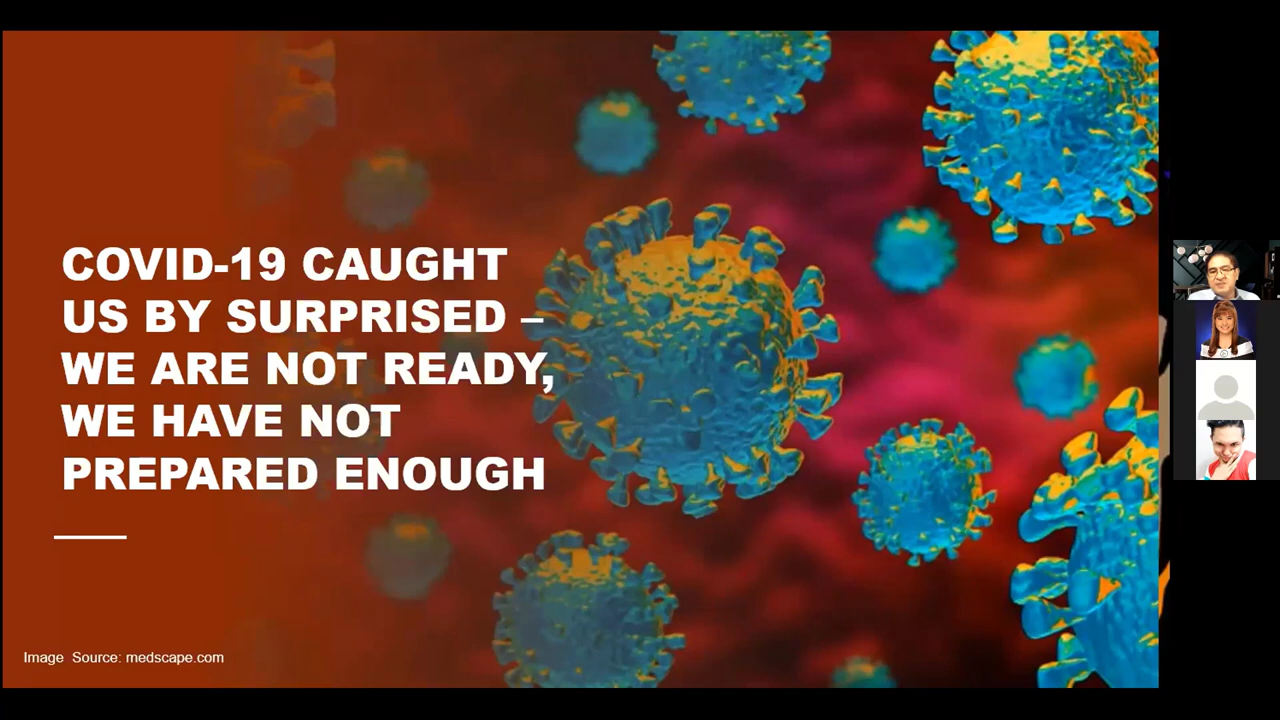 COVID-19 CAUGHT
US BY SURPRISED –
WE ARE NOT READY,
WE HAVE NOT
PREPARED ENOUGH
Image Source: medscape.com